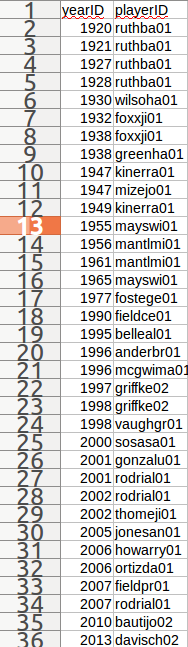 1 yearID playerID
2 1920 ruthba01
3 1921 ruthba01
4 1927 ruthba01
5 1928 ruthba01
6 1930 wilsoha01
7 1932 foxxji01
8 1938 foxxji01
9 1938 greenha01
10 1947 kinerra01
11 1947 mizejo01
12 1949 kinerra01
13 1955 mayswi01
14 1956 mantlmi01
15 1961 mantlmi01
16 1965 mayswi01
17 1977 fostege01
18 1990 fieldce01
19 1995 belleal01
20 1996 anderbr01
21 1996 mcgwima01
22 1997 griffke02
23 1998 griffke02
24 1998 vaughgr01
25 2000 sosasa01
26 2001 gonzalu01
27 2001 rodrial01
28 2002 rodrial01
29 2002 thomeji01
30 2005 jonesan01
31 2006 howarry01
32 2006 ortizda01
33 2007 fieldpr01
34 2007 rodrial01
35 2010 bautijo02
36 2013 davisch02